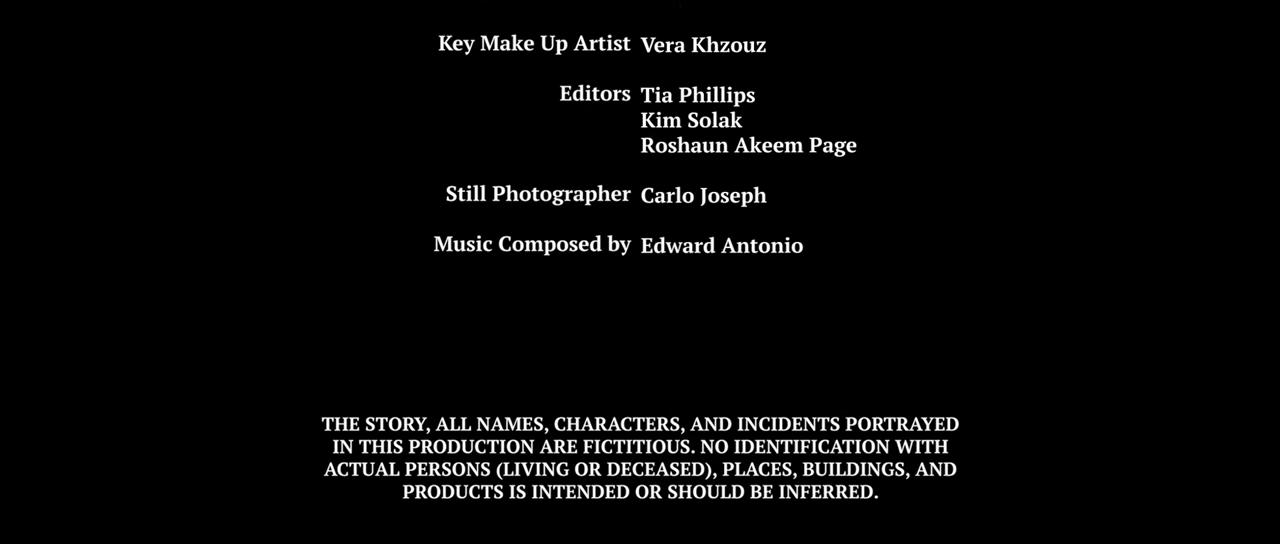 Key Make Up Artist Vera Khzouz
Editors Tia Phillips
Kim Solak
Roshaun Akeem Page
Still Photographer Carlo Joseph
Music Composed by Edward Antonio
THE STORY, ALL NAMES, CHARACTERS, AND INCIDENTS PORTRAYED
IN THIS PRODUCTION ARE FICTITIOUS. NO IDENTIFICATION WITH
ACTUAL PERSONS (LIVING OR DECEASED), PLACES, BUILDINGS, AND
PRODUCTS IS INTENDED OR SHOULD BE INFERRED.